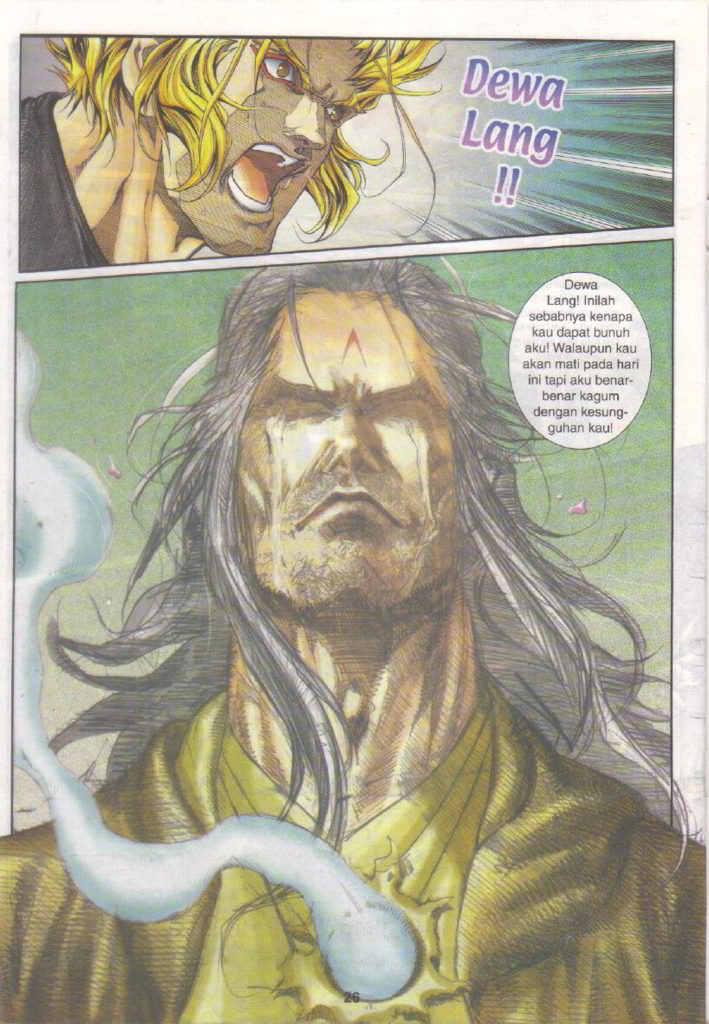 Dewa
Lang
!!
Dewa
Lang! Inilah
sebabnya kenapa
kau dapat bunuh
aku! Walaupun kau
akan mati pada hari
ini tapi aku benar-
benar kagum
dengan kesung-
guhan kau!
26